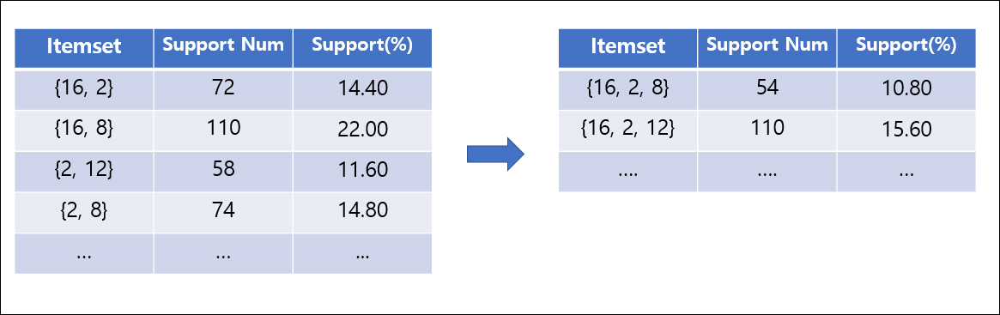 Itemset Support Num Support(%)
{16, 2} 72 14.40
{16, 8} 110 22.00
{2, 12} 58 11.60
{2, 8} 74 14.80
... ... ...
Itemset Support Num Support(%)
{16, 2, 8} 54 10.80
{16, 2, 12} 110 15.60
.... .... ...